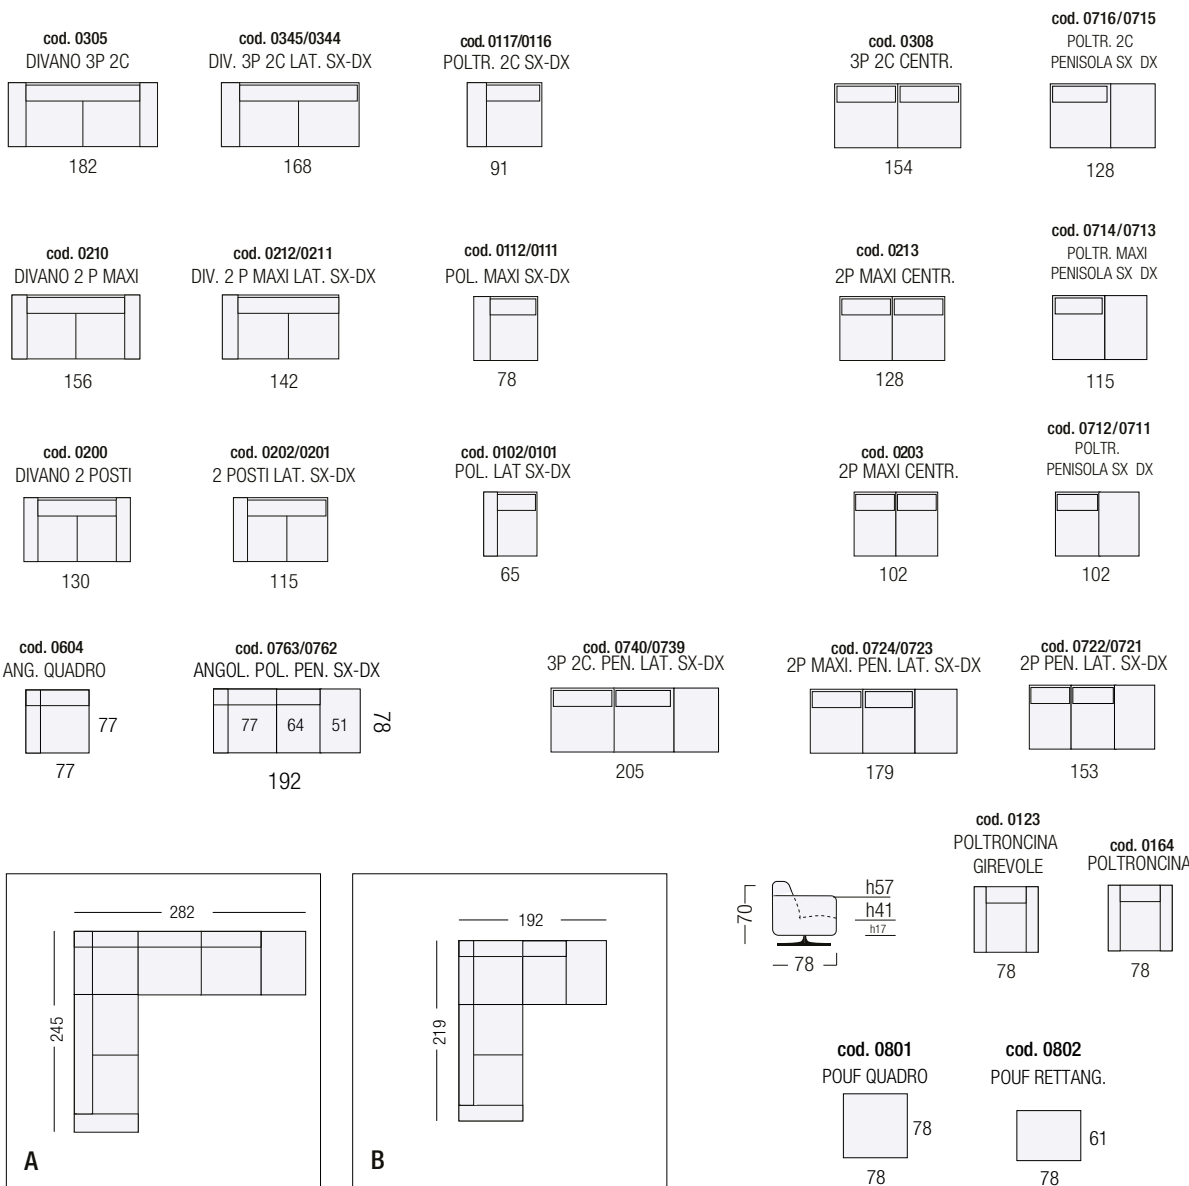 cod. 0305
DIVANO 3P 2C
182
cod. 0345/0344
DIV. 3P 2C LAT. SX-DX
168
cod. 0117/0116
POLTR. 2C SX-DX
91
cod. 0308
3P 2C CENTR.
154
cod. 0716/0715
POLTR. 2C
PENISOLA SX DX
128
cod. 0210
DIVANO 2 P MAXI
156
cod. 0212/0211
DIV. 2 P MAXI LAT. SX-DX
142
cod. 0112/0111
POL. MAXI SX-DX
78
cod. 0213
2P MAXI CENTR.
128
cod. 0714/0713
POLTR. MAXI
PENISOLA SX DX
115
cod. 0200
DIVANO 2 POSTI
130
cod. 0202/0201
2 POSTI LAT. SX-DX
115
cod. 0102/0101
POL. LAT SX-DX
65
cod. 0203
2P MAXI CENTR.
102
cod. 0712/0711
POLTR.
PENISOLA SX DX
102
cod. 0604
ANG. QUADRO
77
77
cod. 0763/0762
ANGOL. POL. PEN. SX-DX
77 64 51
78
192
cod. 0740/0739
3P 2C. PEN. LAT. SX-DX
205
cod. 0724/0723
2P MAXI. PEN. LAT. SX-DX
179
cod. 0722/0721
2P PEN. LAT. SX-DX
153
282
245
A
192
219
B
70
h57
h41
h17
78
cod. 0123
POLTRONCINA
GIREVOLE
78
cod. 0164
POLTRONCINA
78
cod. 0801
POUF QUADRO
78
78
cod. 0802
POUF RETTANG.
61
78